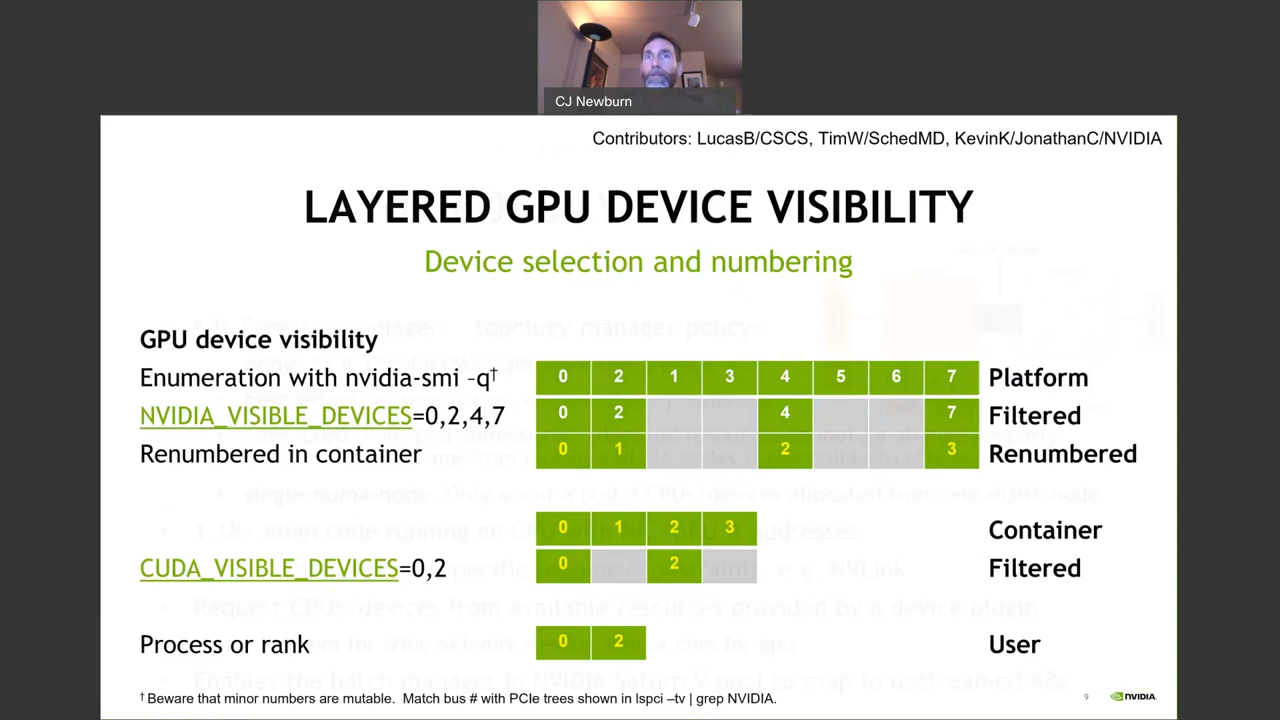 CJ Newburn
Contributors: LucasB/CSCS, TimW/SchedMD, KevinK/JonathanC/NVIDIA
LAYERED GPU DEVICE VISIBILITY
Device selection and numbering
GPU device visibility
Enumeration with nvidia-smi –q† 0 2 1 3 4 5 6 7 Platform
NVIDIA_VISIBLE_DEVICES=0,2,4,7 0 2 4 7 Filtered
Renumbered in container 0 1 2 3 Renumbered
0 1 2 3 Container
CUDA_VISIBLE_DEVICES=0,2 0 2 Filtered
Process or rank 0 2 User
† Beware that minor numbers are mutable. Match bus # with PCIe trees shown in lspci –tv | grep NVIDIA.
9 NVIDIA.